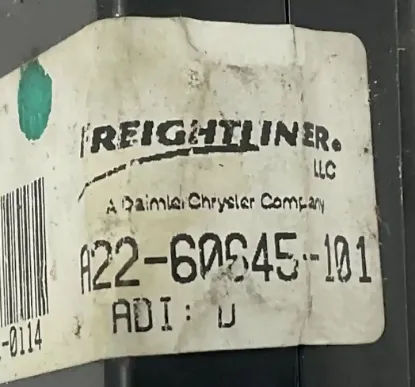 FREIGHTLINER.
LLC
A DaimlerChrysler Company
A22-60645-101
ADI: U
-0114